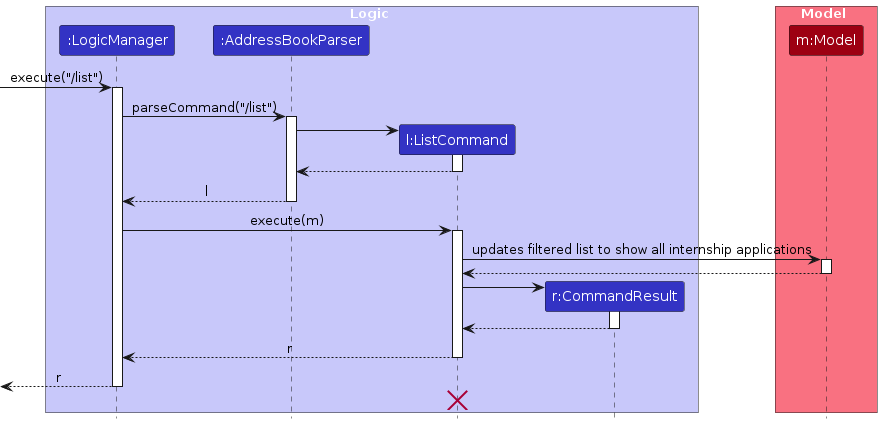 Logic
Model
:LogicManager
:AddressBookParser
m:Model
execute("/list")
parseCommand("/list")
l:ListCommand
l
execute(m)
updates filtered list to show all internship applications
r:CommandResult
r
r